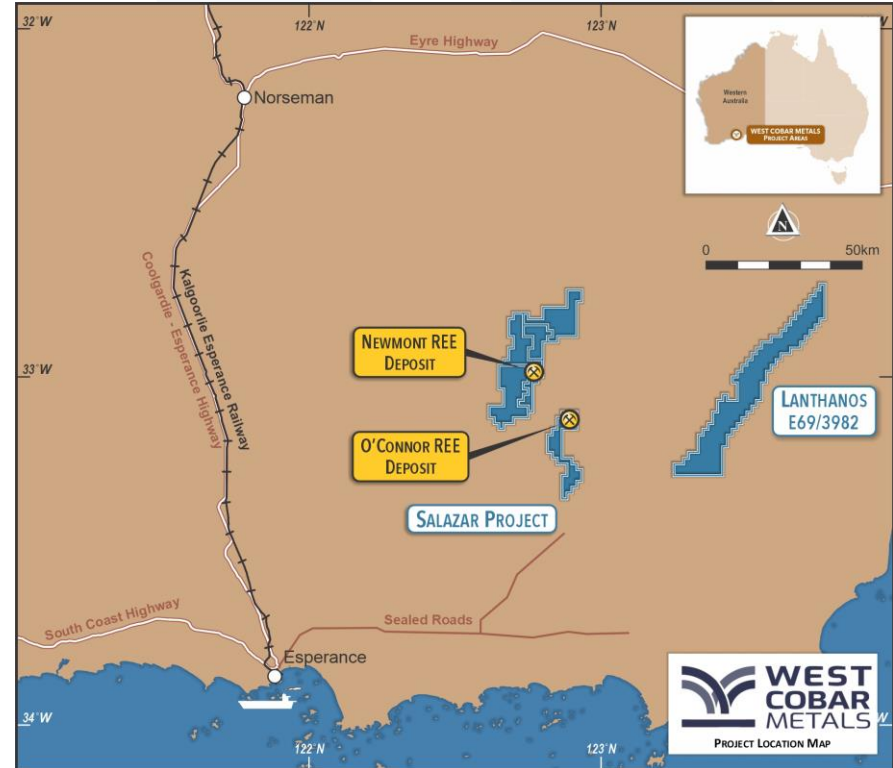 32°W
122°N
123°N
Eyre Highway
Norseman
Western
Australia
WEST COBAR METALS
PROJECT AREAS
N
0
50km
Coolgardie - Esperance Highway
Kalgoorlie Esperance Railway
NEWMONT REE
DEPOSIT
33°W
LANTHANOS
E69/3982
O'CONNOR REE
DEPOSIT
SALAZAR PROJECT
South Coast Highway
Sealed Roads
Esperance
WEST
COBAR
METALS
PROJECT LOCATION MAP
34°W
122°N
123°N